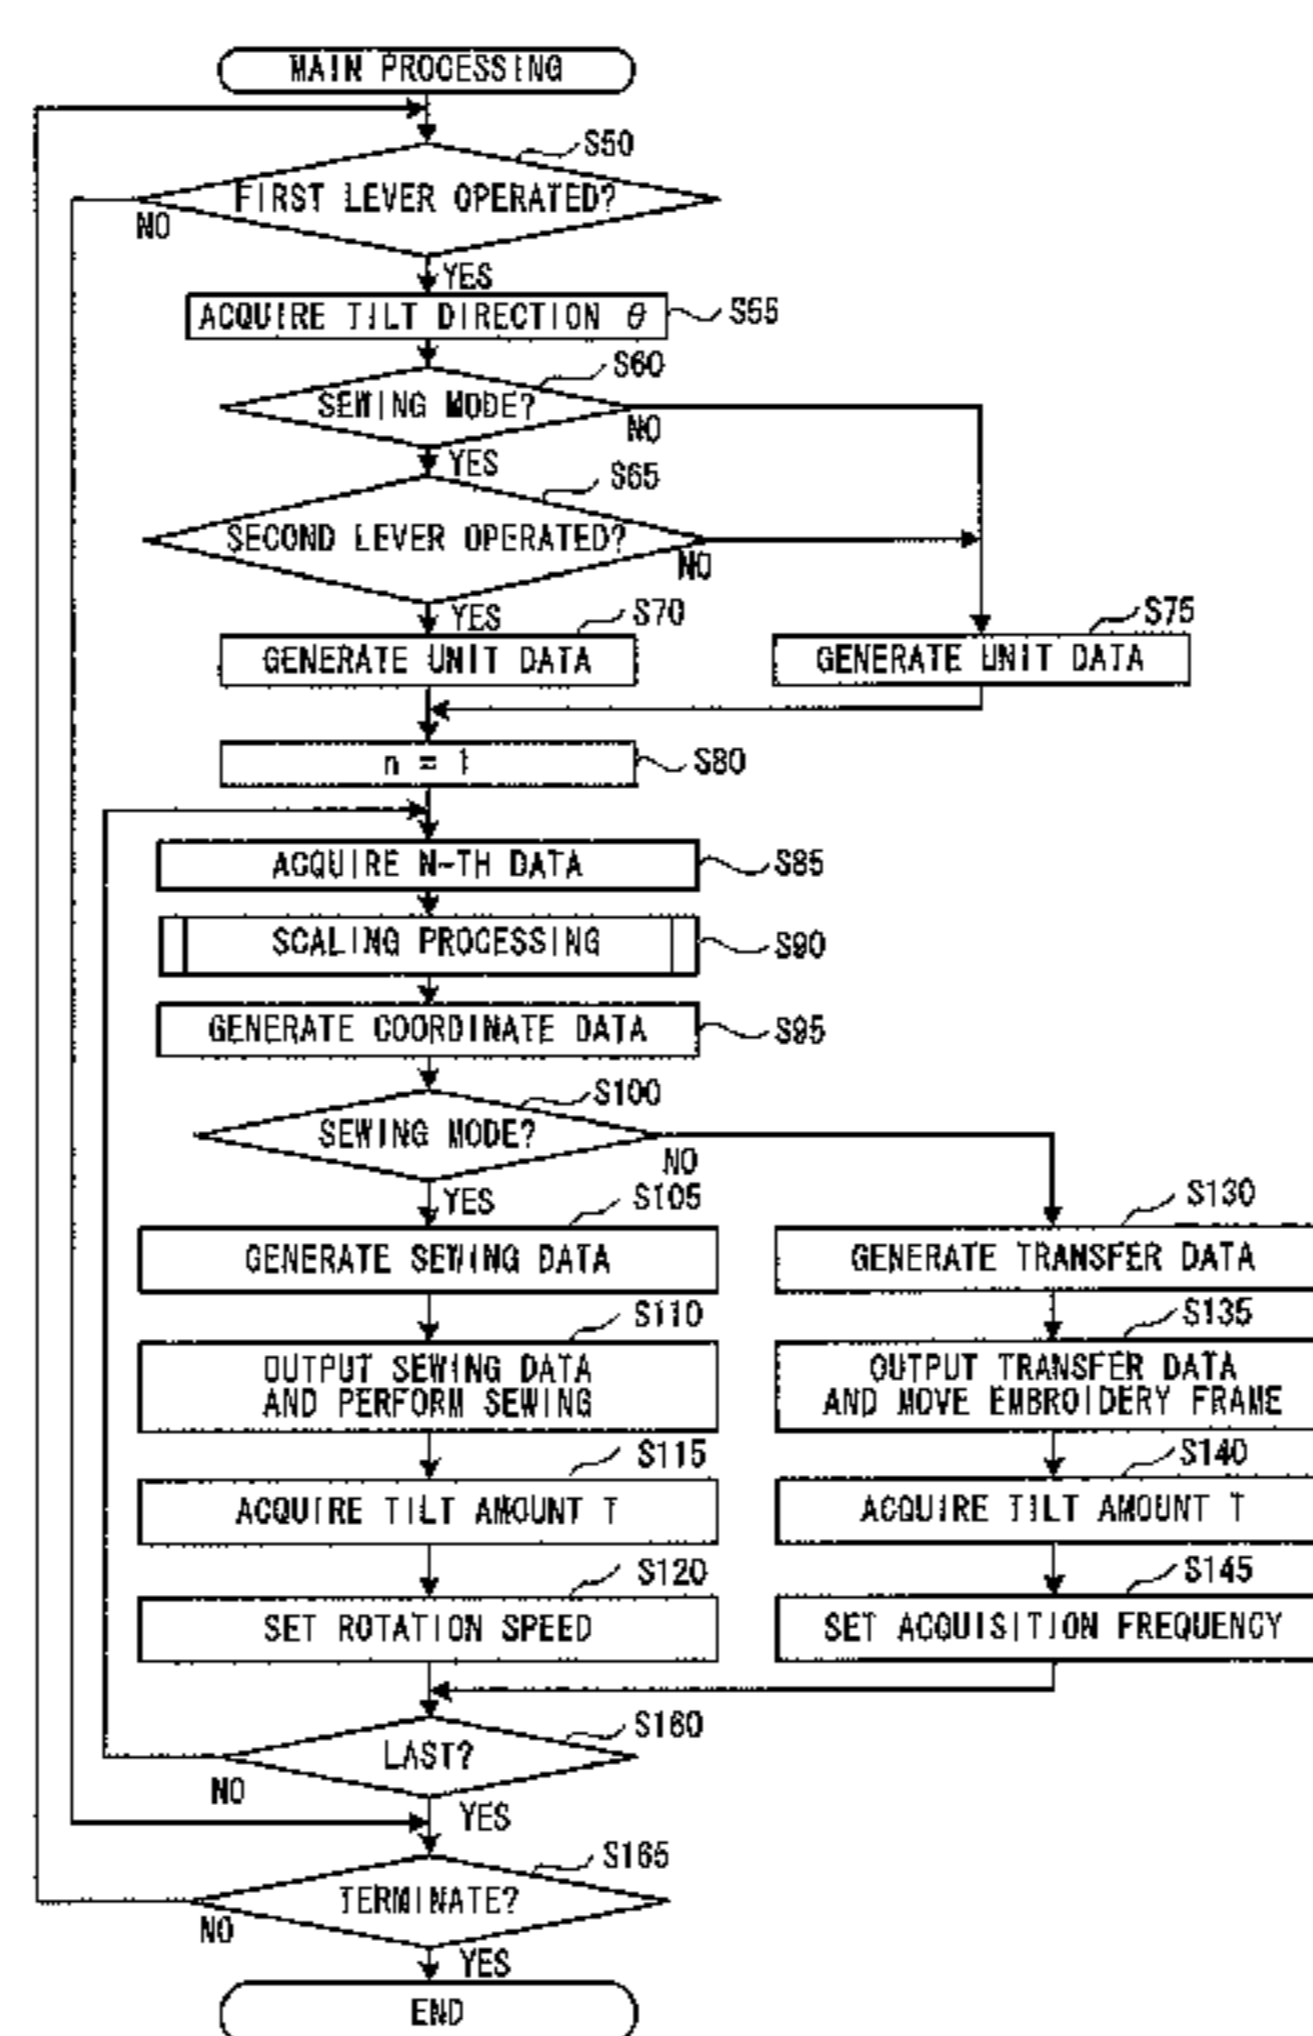 MAIN PROCESSING
S50
FIRST LEVER OPERATED?
NO
YES
ACQUIRE TILT DIRECTION θ
S55
S60
SEWING MODE?
NO
YES
S65
SECOND LEVER OPERATED?
NO
YES
S70
S75
GENERATE UNIT DATA
GENERATE UNIT DATA
n = 1
S80
ACQUIRE N-TH DATA
S85
SCALING PROCESSING
S90
GENERATE COORDINATE DATA
S95
S100
SEWING MODE?
NO
YES
S105
S130
GENERATE SEWING DATA
GENERATE TRANSFER DATA
S110
S135
OUTPUT SEWING DATA
AND PERFORM SEWING
OUTPUT TRANSFER DATA
AND MOVE EMBROIDERY FRAME
S115
S140
ACQUIRE TILT AMOUNT T
ACQUIRE TILT AMOUNT T
S120
S145
SET ROTATION SPEED
SET ACQUISITION FREQUENCY
S160
LAST?
NO
YES
S165
TERMINATE?
NO
YES
END